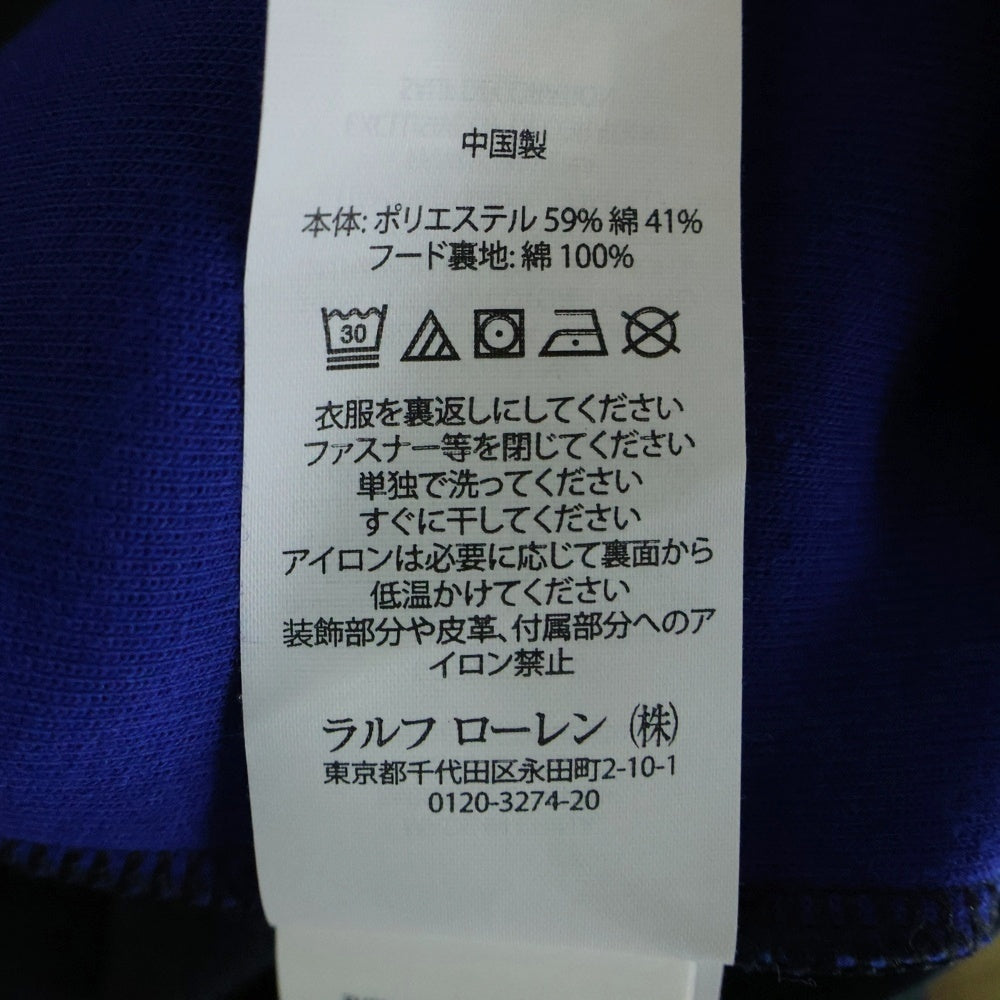 中国製
本体: ポリエステル 59% 綿 41%
フード裏地: 綿 100%
30
衣服を裏返しにしてください
ファスナー等を閉じてください
単独で洗ってください
すぐに干してください
アイロンは必要に応じて裏面から
低温かけてください
装飾部分や皮革、付属部分へのア
イロン禁止
ラルフ ローレン ㈱
東京都千代田区永田町2-10-1
0120-3274-20